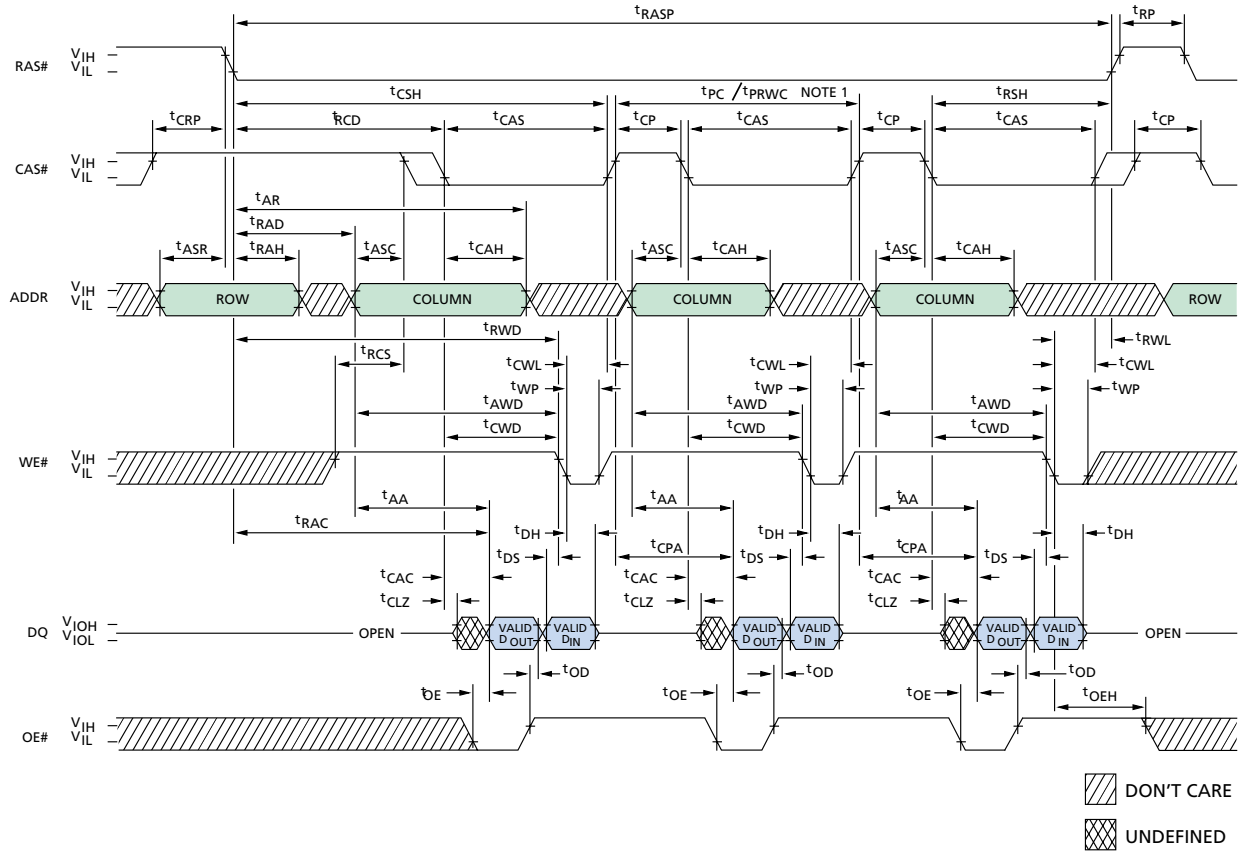 tRASP tRP
RAS# VIH
VIL
tCSH tPC / tPRWC NOTE 1 tRSH
tCRP tRCD tCAS tCP tCAS tCP tCAS tCP
CAS# VIH
VIL
tAR
tRAD
tASR tRAH tASC tCAH tASC tCAH tASC tCAH
ADDR VIH
VIL
ROW COLUMN COLUMN COLUMN ROW
tRWD tRWL
tRCS tCWL tCWL tCWL
tWP tWP tWP
tAWD tAWD tAWD
tCWD tCWD tCWD
WE# VIH
VIL
tAA tAA tAA
tRAC tDH tDH tDH
tDS tCPA tDS tCPA tDS
tCAC tCAC tCAC
tCLZ tCLZ tCLZ
DQ VIOH
VIOL
OPEN VALID DOUT VALID DIN VALID DOUT VALID DIN VALID DOUT VALID DIN OPEN
tOE tOD tOE tOD tOE tOD
tOEH
OE# VIH
VIL
DON'T CARE
UNDEFINED